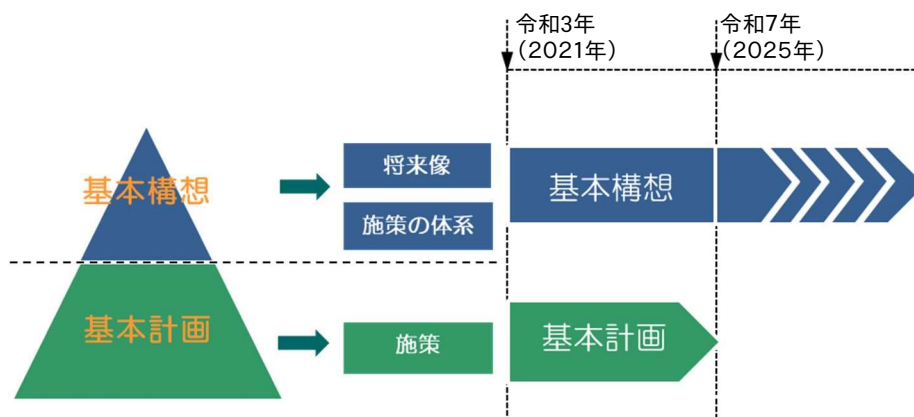 令和3年
（2021年）
令和7年
（2025年）
基本構想
将来像
施策の体系
基本構想
基本計画
施策
基本計画